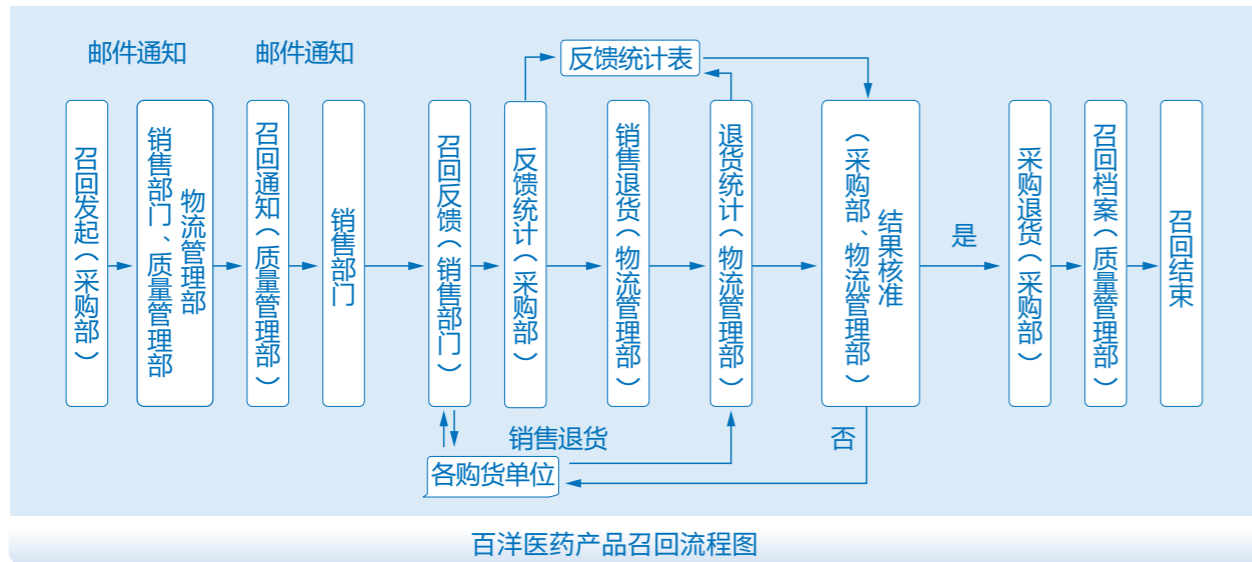 邮件通知
邮件通知
反馈统计表
召回发起（采购部）
物流管理部
销售部门、质量管理部
召回通知（质量管理部）
销售部门
召回反馈（销售部门）
反馈统计（采购部）
销售退货（物流管理部）
退货统计（物流管理部）
结果核准
（采购部、物流管理部）
是
采购退货（采购部）
召回档案（质量管理部）
召回结束
销售退货
否
各购货单位
百洋医药产品召回流程图